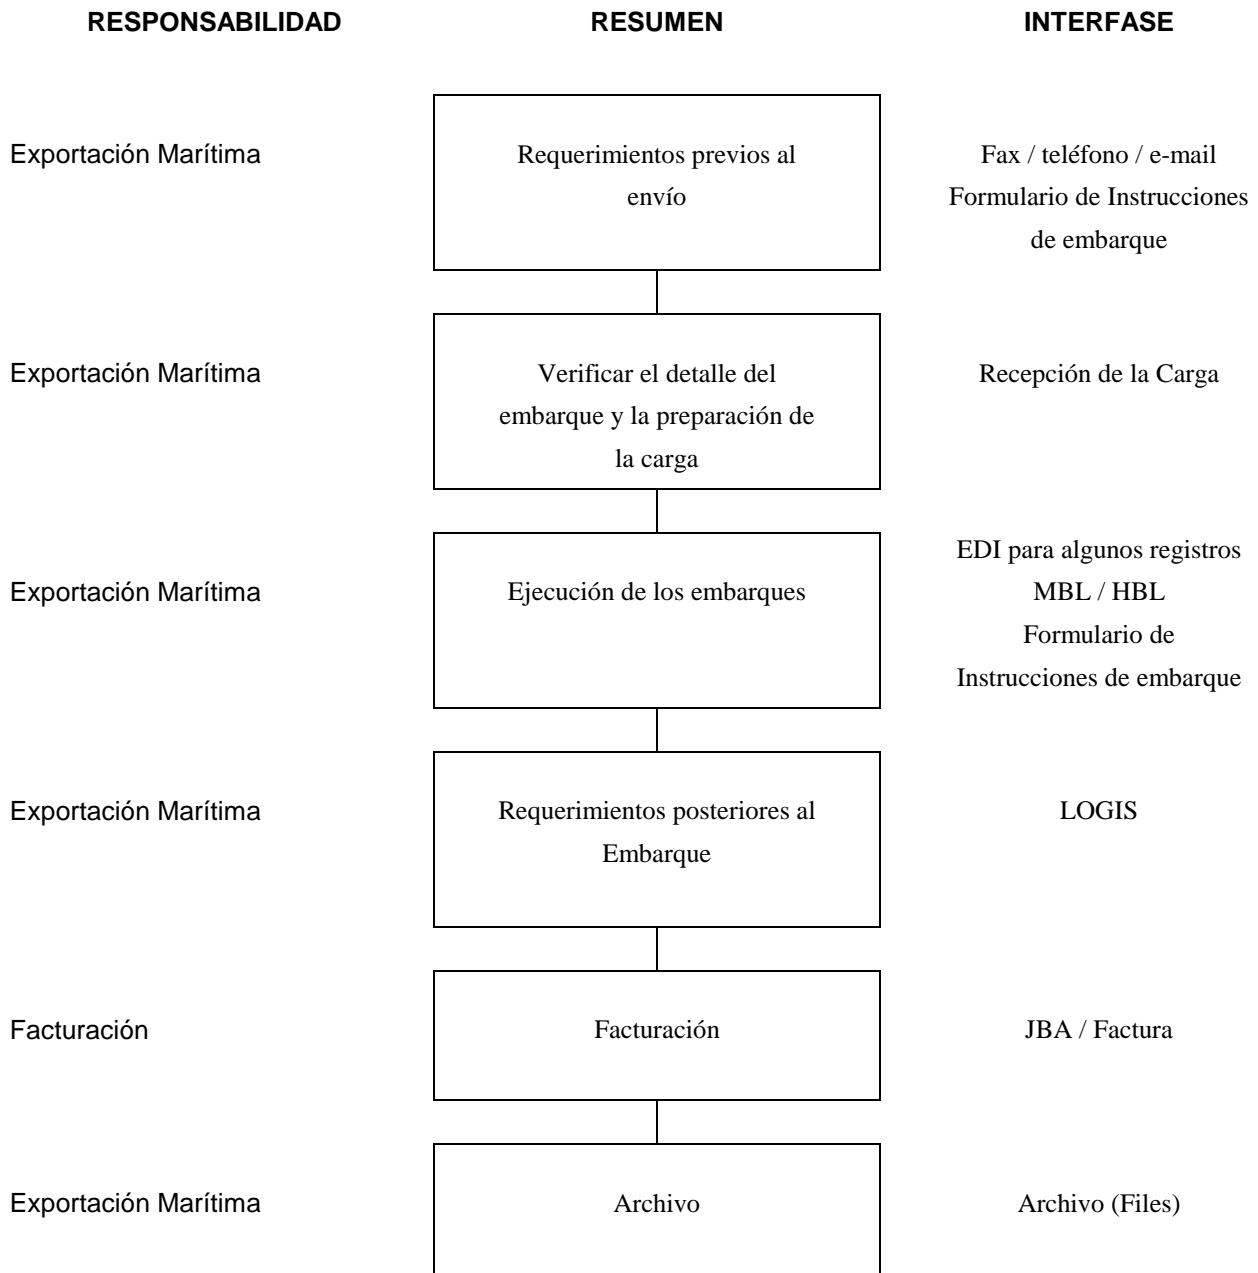 RESPONSABILIDAD
RESUMEN
INTERFASE
Exportación Marítima
Requerimientos previos al
envío
Fax / teléfono / e-mail
Formulario de Instrucciones
de embarque
Exportación Marítima
Verificar el detalle del
embarque y la preparación de
la carga
Recepción de la Carga
Exportación Marítima
Ejecución de los embarques
EDI para algunos registros
MBL / HBL
Formulario de
Instrucciones de embarque
Exportación Marítima
Requerimientos posteriores al
Embarque
LOGIS
Facturación
Facturación
JBA / Factura
Exportación Marítima
Archivo
Archivo (Files)